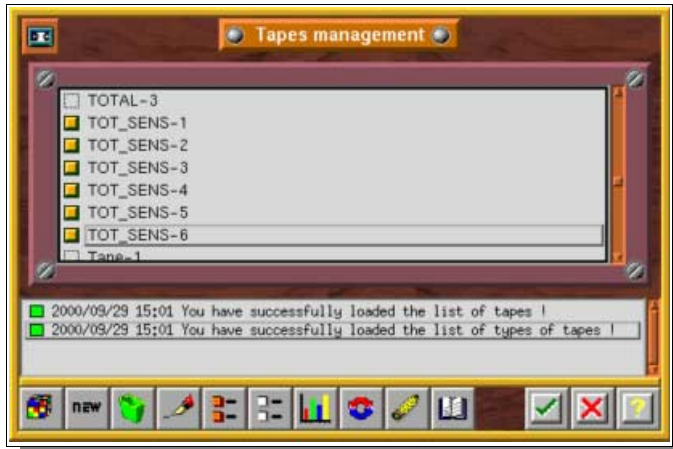 Tapes management
TOTAL-3
TOT_SENS-1
TOT_SENS-2
TOT_SENS-3
TOT_SENS-4
TOT_SENS-5
TOT_SENS-6
Tape-1
2000/09/29 15:01 You have successfully loaded the list of tapes !
2000/09/29 15:01 You have successfully loaded the list of types of tapes !
new
?